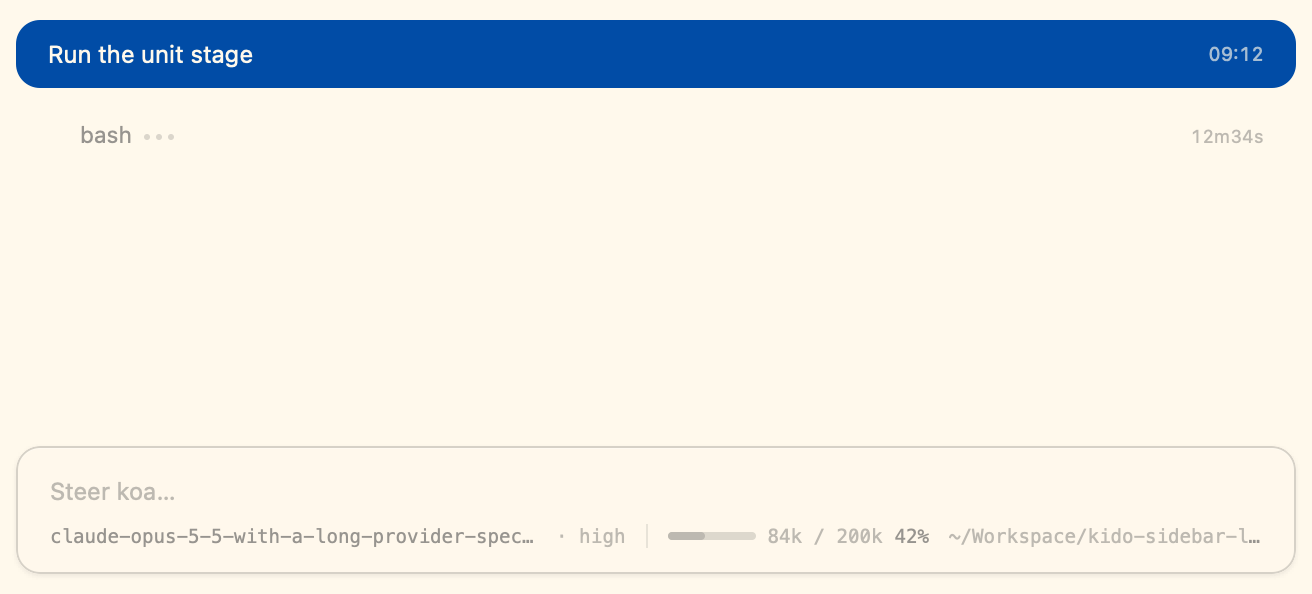 Run the unit stage 09:12
bash ••• 12m34s
Steer koa…
claude-opus-5-5-with-a-long-provider-spec… · high 84k / 200k 42% ~/Workspace/kido-sidebar-l…